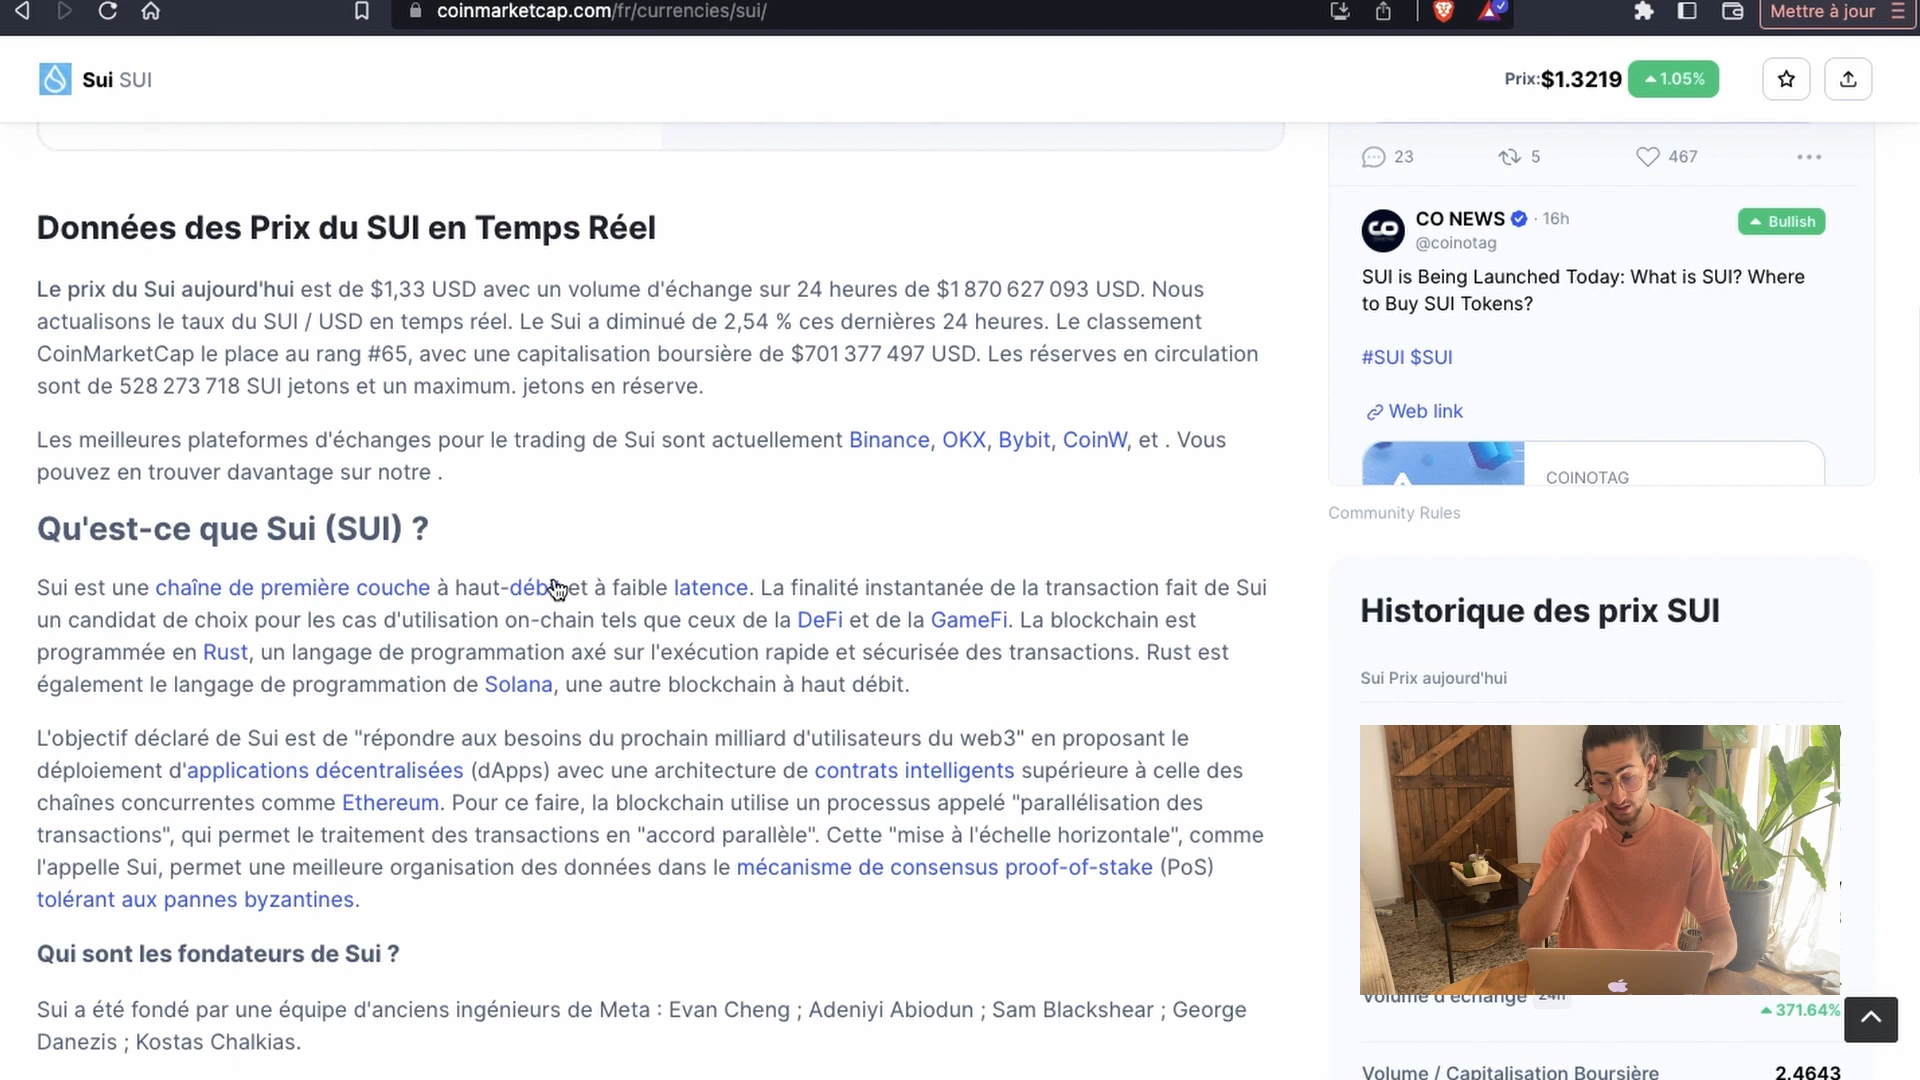 coinmarketcap.com/fr/currencies/sui/
Mettre à jour
Sui SUI
Prix:$1.3219
1.05%
Données des Prix du SUI en Temps Réel
Le prix du Sui aujourd'hui est de $1,33 USD avec un volume d'échange sur 24 heures de $1 870 627 093 USD. Nous
actualisons le taux du SUI / USD en temps réel. Le Sui a diminué de 2,54 % ces dernières 24 heures. Le classement
CoinMarketCap le place au rang #65, avec une capitalisation boursière de $701 377 497 USD. Les réserves en circulation
sont de 528 273 718 SUI jetons et un maximum. jetons en réserve.
Les meilleures plateformes d'échanges pour le trading de Sui sont actuellement Binance, OKX, Bybit, CoinW, et . Vous
pouvez en trouver davantage sur notre .
Qu'est-ce que Sui (SUI) ?
Sui est une chaîne de première couche à haut- et à faible latence. La finalité instantanée de la transaction fait de Sui
un candidat de choix pour les cas d'utilisation on-chain tels que ceux de la DeFi et de la GameFi. La blockchain est
programmée en Rust, un langage de programmation axé sur l'exécution rapide et sécurisée des transactions. Rust est
également le langage de programmation de Solana, une autre blockchain à haut débit.
L'objectif déclaré de Sui est de "répondre aux besoins du prochain milliard d'utilisateurs du web3" en proposant le
déploiement d'applications décentralisées (dApps) avec une architecture de contrats intelligents supérieure à celle des
chaînes concurrentes comme Ethereum. Pour ce faire, la blockchain utilise un processus appelé "parallélisation des
transactions", qui permet le traitement des transactions en "accord parallèle". Cette "mise à l'échelle horizontale", comme
l'appelle Sui, permet une meilleure organisation des données dans le mécanisme de consensus proof-of-stake (PoS)
tolérant aux pannes byzantines.
Qui sont les fondateurs de Sui ?
Sui a été fondé par une équipe d'anciens ingénieurs de Meta : Evan Cheng ; Adeniyi Abiodun ; Sam Blackshear ; George
Danezis ; Kostas Chalkias.
23
5
467
CO NEWS · 16h
@coinotag
Bullish
SUI is Being Launched Today: What is SUI? Where
to Buy SUI Tokens?
#SUI $SUI
Web link
COINOTAG
Community Rules
Historique des prix SUI
Sui Prix aujourd'hui
Volume d'échange 24h
371.64%
Volume / Capitalisation Boursière
2.4643